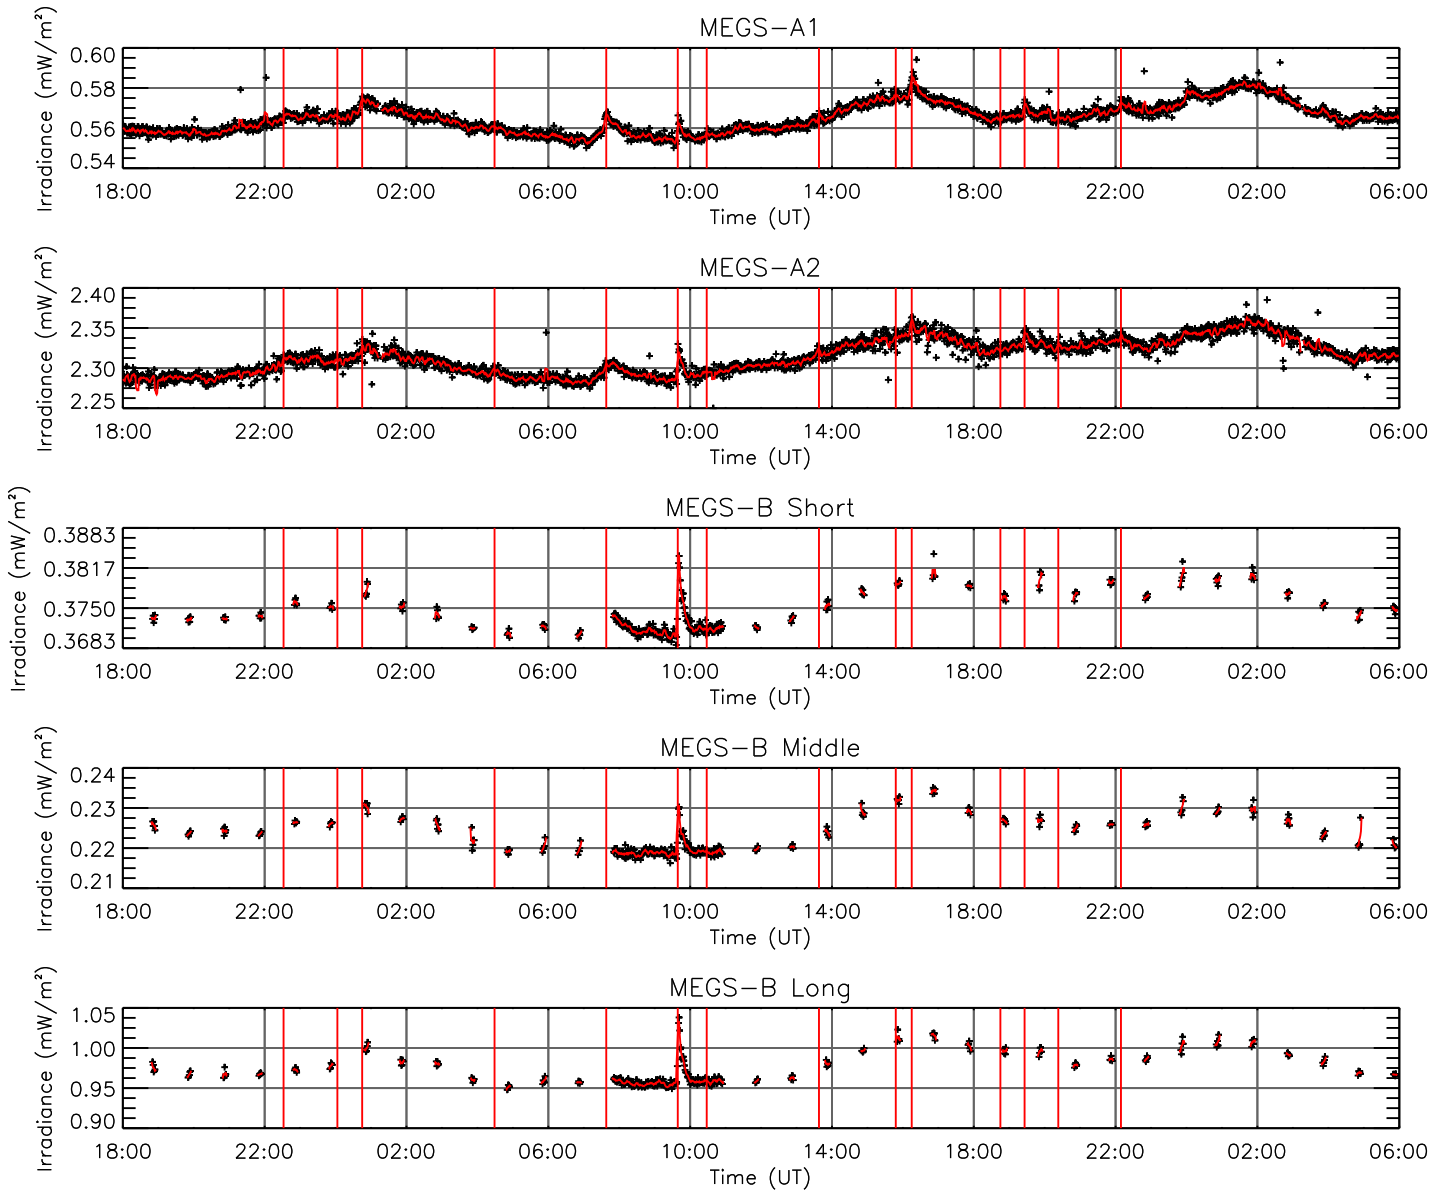 MEGS-A1
Irradiance (mW/m²)
0.60
0.58
0.56
0.54
18:00 22:00 02:00 06:00 10:00 14:00 18:00 22:00 02:00 06:00
Time (UT)
MEGS-A2
Irradiance (mW/m²)
2.40
2.35
2.30
2.25
18:00 22:00 02:00 06:00 10:00 14:00 18:00 22:00 02:00 06:00
Time (UT)
MEGS-B Short
Irradiance (mW/m²)
0.3883
0.3817
0.3750
0.3683
18:00 22:00 02:00 06:00 10:00 14:00 18:00 22:00 02:00 06:00
Time (UT)
MEGS-B Middle
Irradiance (mW/m²)
0.24
0.23
0.22
0.21
18:00 22:00 02:00 06:00 10:00 14:00 18:00 22:00 02:00 06:00
Time (UT)
MEGS-B Long
Irradiance (mW/m²)
1.05
1.00
0.95
0.90
18:00 22:00 02:00 06:00 10:00 14:00 18:00 22:00 02:00 06:00
Time (UT)